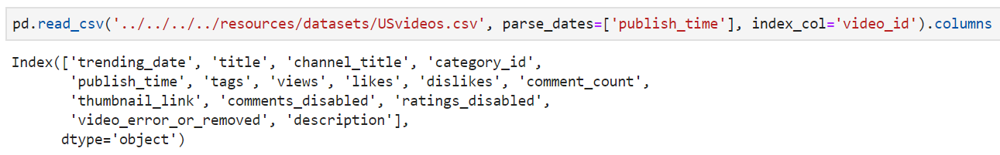 pd.read_csv('../../../../resources/datasets/USvideos.csv', parse_dates=['publish_time'], index_col='video_id').columns
Index(['trending_date', 'title', 'channel_title', 'category_id',
'publish_time', 'tags', 'views', 'likes', 'dislikes', 'comment_count',
'thumbnail_link', 'comments_disabled', 'ratings_disabled',
'video_error_or_removed', 'description'],
dtype='object')